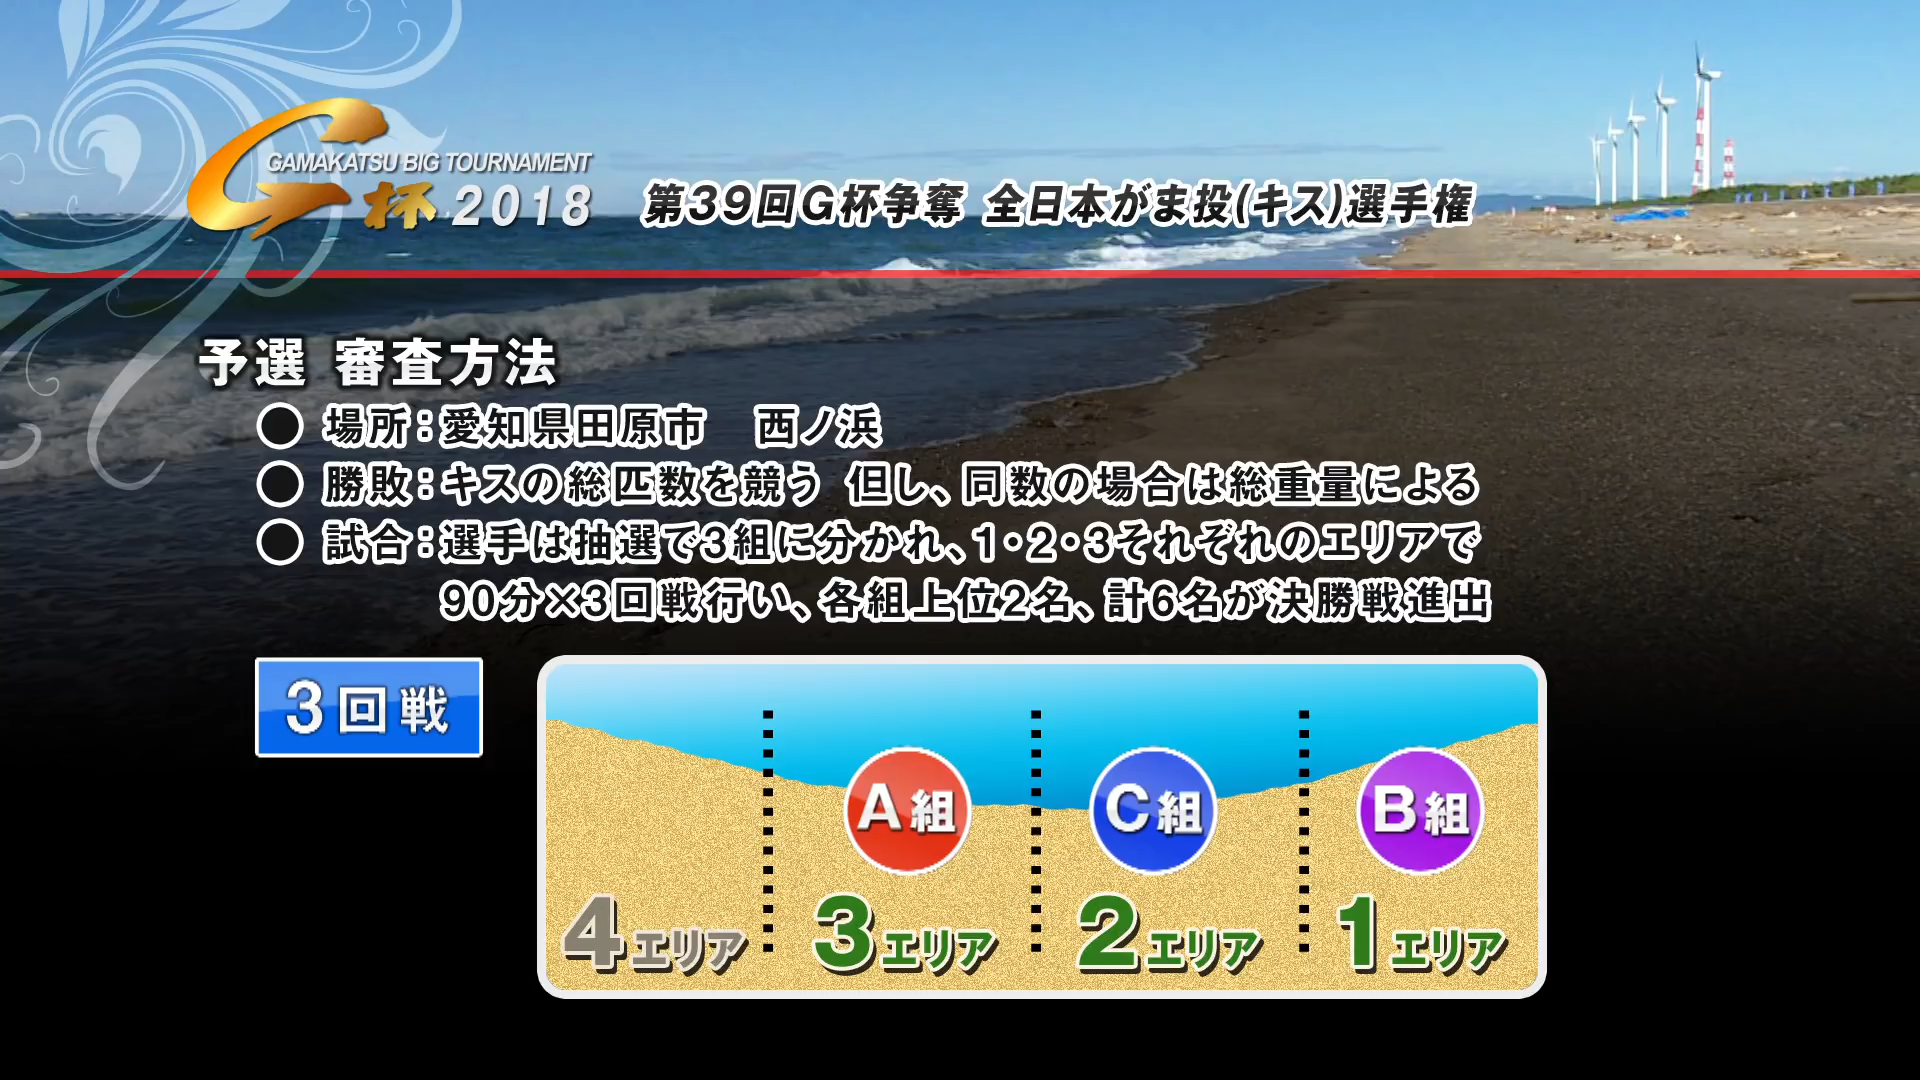 GAMAKATSU BIG TOURNAMENT
G杯 2018
第39回G杯争奪 全日本がま投(キス)選手権
予選 審査方法
● 場所：愛知県田原市　西ノ浜
● 勝敗：キスの総匹数を競う 但し、同数の場合は総重量による
● 試合：選手は抽選で3組に分かれ、1・2・3それぞれのエリアで
90分×3回戦行い、各組上位2名、計6名が決勝戦進出
3回戦
A組 C組 B組
4エリア 3エリア 2エリア 1エリア